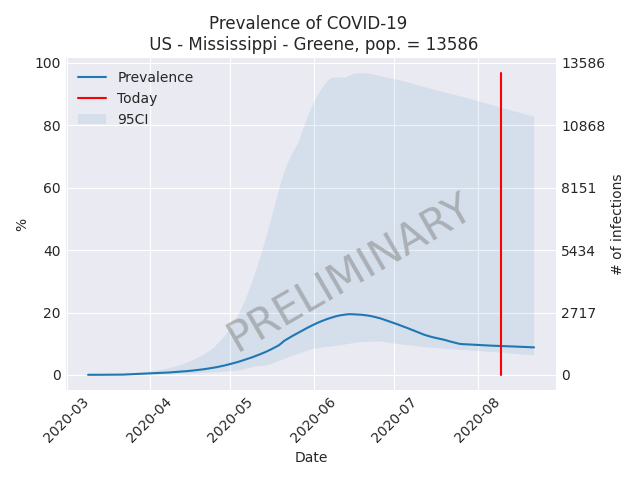 Prevalence of COVID-19
US - Mississippi - Greene, pop. = 13586
100
80
60
40
20
0
%
Prevalence
Today
95CI
PRELIMINARY
13586
10868
8151
5434
2717
0
# of infections
2020-03
2020-04
2020-05
2020-06
2020-07
2020-08
Date